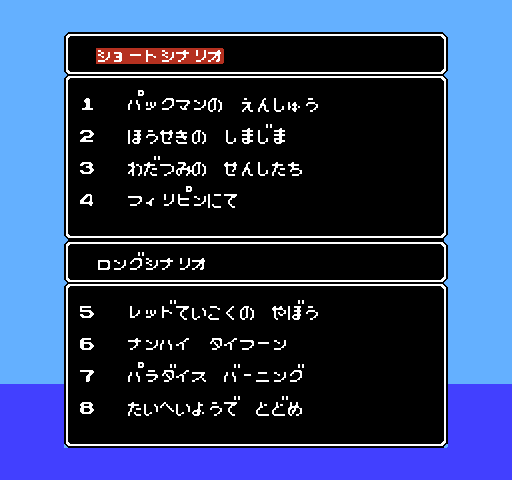 ショートシナリオ
1 パックマンの えんしゅう
2 ほうせきの しまじま
3 わだつみの せんしたち
4 フィリピンにて
ロングシナリオ
5 レッドていこくの やぼう
6 ナンハイ タイフーン
7 パラダイス バーニング
8 たいへいようで とどめ